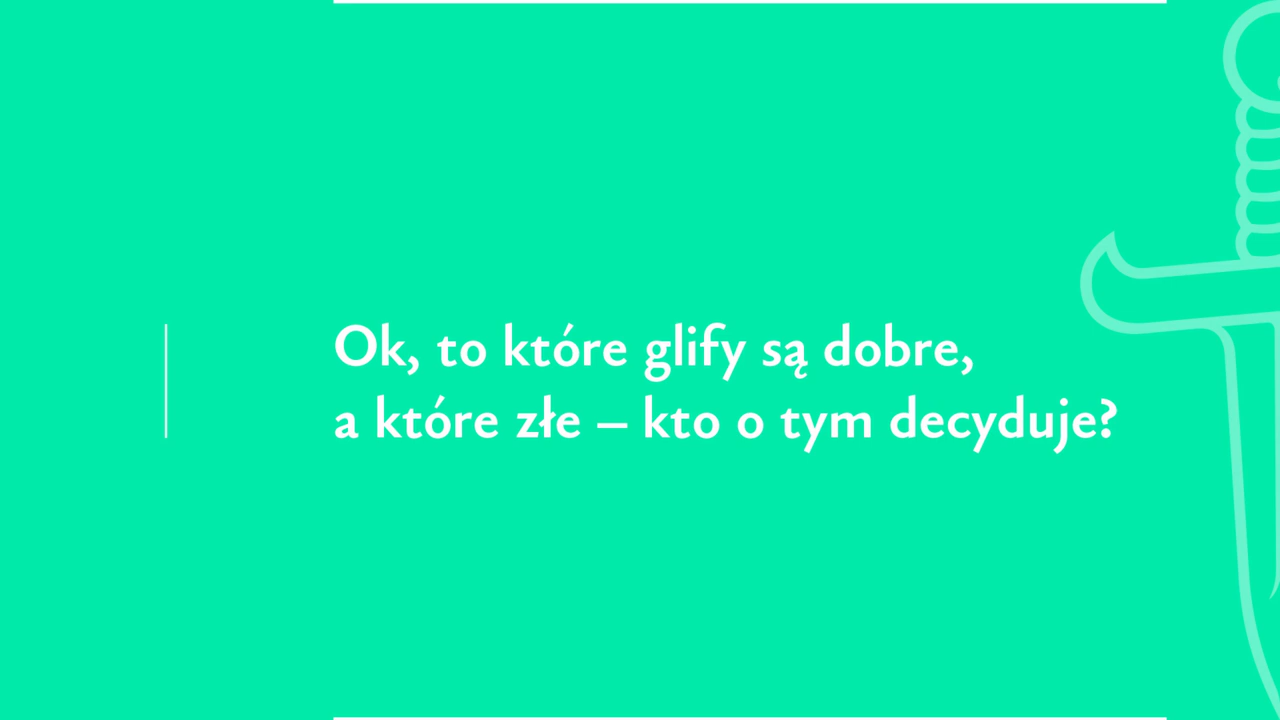 Ok, to które glify są dobre,
a które złe – kto o tym decyduje?